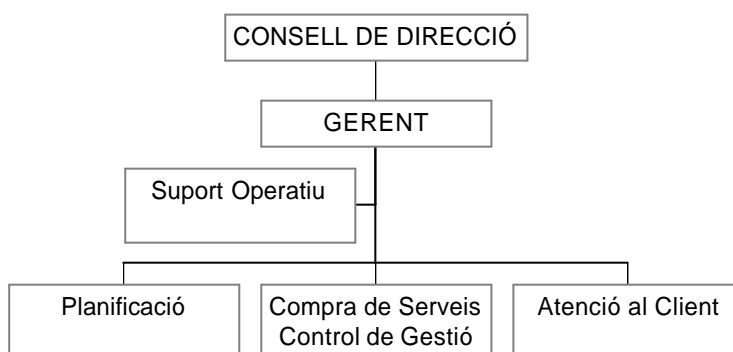 CONSELL DE DIRECCIÓ
GERENT
Suport Operatiu
Planificació
Compra de Serveis
Control de Gestió
Atenció al Client